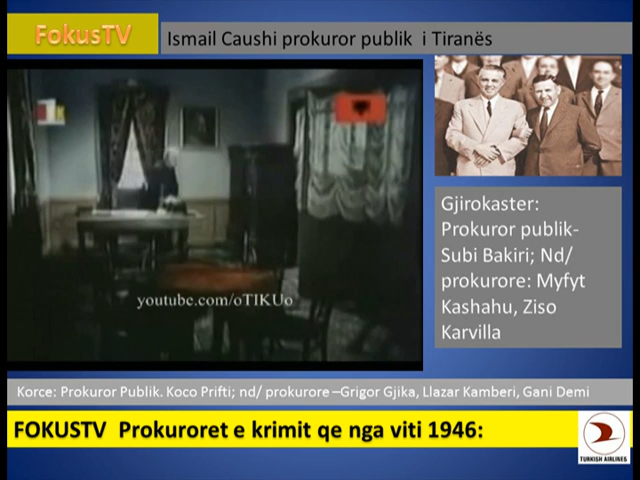 FokusTV
Ismail Caushi prokuror publik i Tiranës
youtube.com/oTIKUo
Gjirokaster:
Prokuror publik-
Subi Bakiri; Nd/
prokurore: Myfyt
Kashahu, Ziso
Karvilla
Korce: Prokuror Publik. Koco Prifti; nd/ prokurore –Grigor Gjika, Llazar Kamberi, Gani Demi
FOKUSTV Prokuroret e krimit qe nga viti 1946:
TURKISH AIRLINES